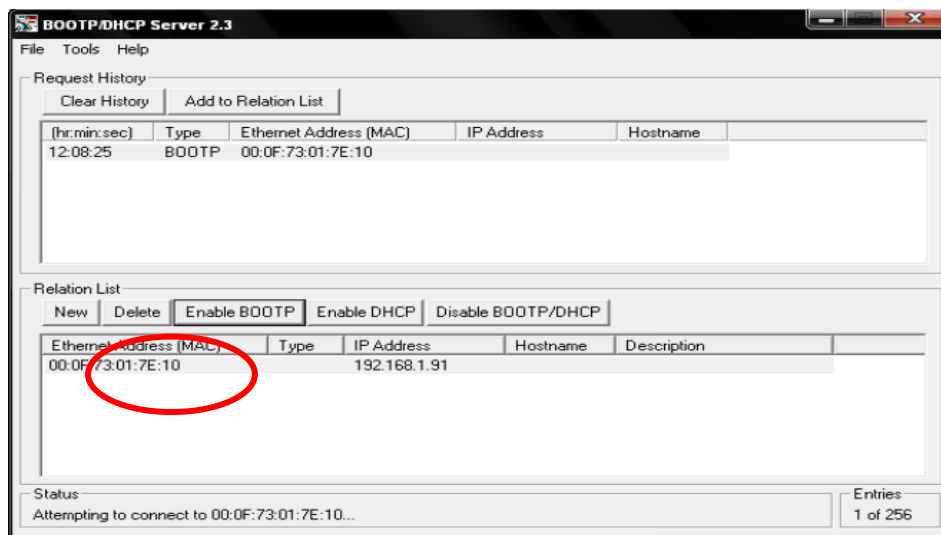 BOOTP/DHCP Server 2.3
File Tools Help
Request History
Clear History Add to Relation List
(hr:min:sec) Type Ethernet Address (MAC) IP Address Hostname
12:08:25 BOOTP 00:0F:73:01:7E:10
Relation List
New Delete Enable BOOTP Enable DHCP Disable BOOTP/DHCP
Ethernet Address (MAC) Type IP Address Hostname Description
00:0F:73:01:7E:10 192.168.1.91
Status Entries
Attempting to connect to 00:0F:73:01:7E:10... 1 of 256